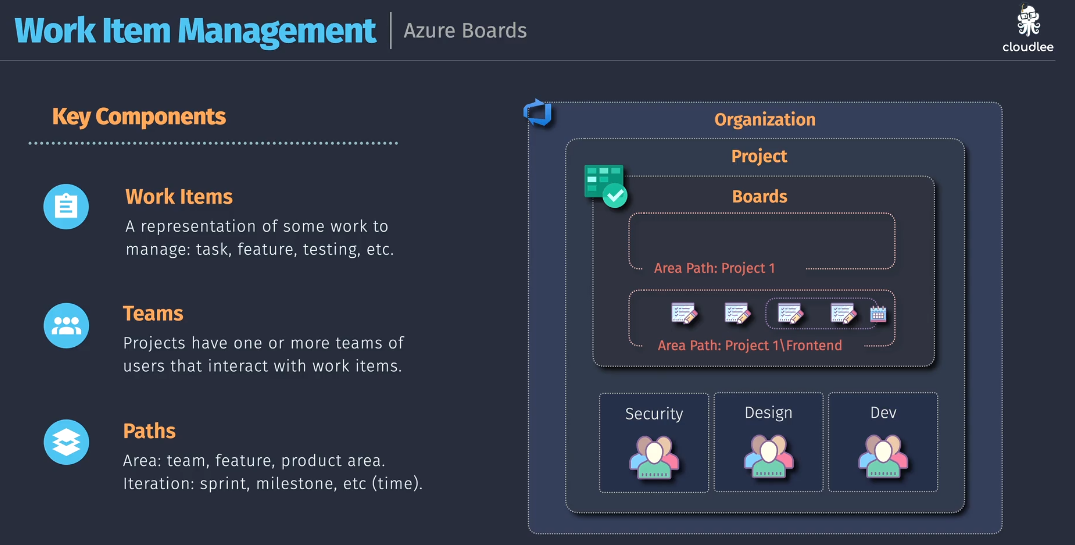 Work Item Management
Azure Boards
cloudlee
Key Components
Work Items
A representation of some work to
manage: task, feature, testing, etc.
Teams
Projects have one or more teams of
users that interact with work items.
Paths
Area: team, feature, product area.
Iteration: sprint, milestone, etc (time).
Organization
Project
Boards
Area Path: Project 1
Area Path: Project 1\Frontend
Security
Design
Dev